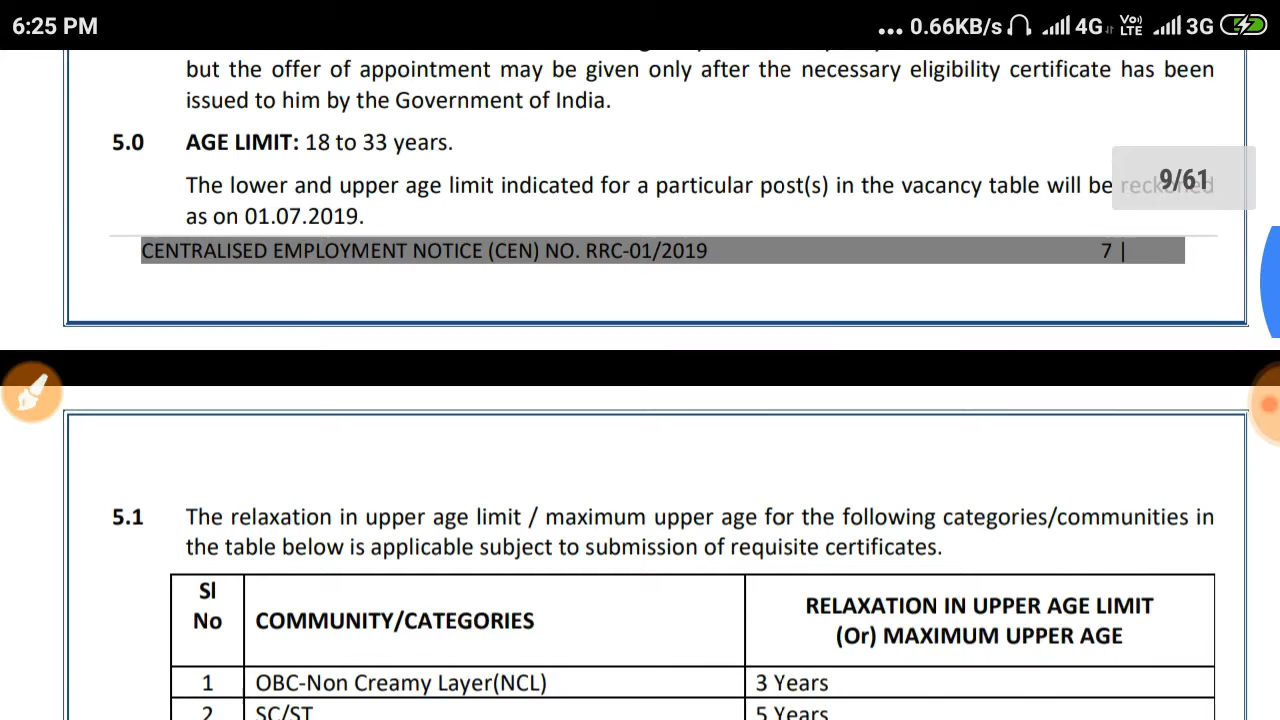 6:25 PM
... 0.66KB/s 4G Vo)) LTE 3G
but the offer of appointment may be given only after the necessary eligibility certificate has been
issued to him by the Government of India.
5.0 AGE LIMIT: 18 to 33 years.
The lower and upper age limit indicated for a particular post(s) in the vacancy table will be reckoned
9/61
as on 01.07.2019.
CENTRALISED EMPLOYMENT NOTICE (CEN) NO. RRC-01/2019 7 |
5.1 The relaxation in upper age limit / maximum upper age for the following categories/communities in
the table below is applicable subject to submission of requisite certificates.
Sl
No
COMMUNITY/CATEGORIES
RELAXATION IN UPPER AGE LIMIT
(Or) MAXIMUM UPPER AGE
1 OBC-Non Creamy Layer(NCL) 3 Years
2 SC/ST 5 Years